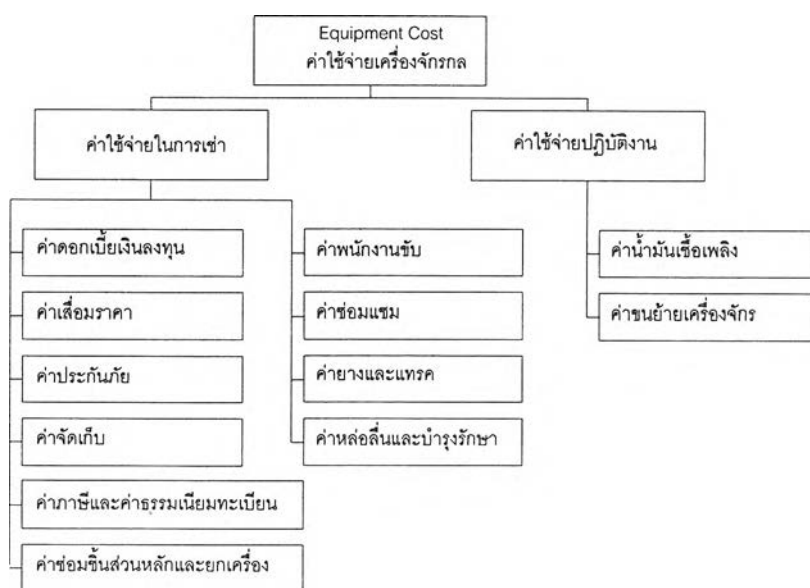 Equipment Cost
ค่าใช้จ่ายเครื่องจักรกล
ค่าใช้จ่ายในการเช่า
ค่าใช้จ่ายปฏิบัติงาน
ค่าดอกเบี้ยเงินลงทุน
ค่าเสื่อมราคา
ค่าประกันภัย
ค่าจัดเก็บ
ค่าภาษีและค่าธรรมเนียมทะเบียน
ค่าซ่อมชิ้นส่วนหลักและยกเครื่อง
ค่าพนักงานขับ
ค่าซ่อมแซม
ค่ายางและแทรค
ค่าหล่อลื่นและบำรุงรักษา
ค่าน้ำมันเชื้อเพลิง
ค่าขนย้ายเครื่องจักร